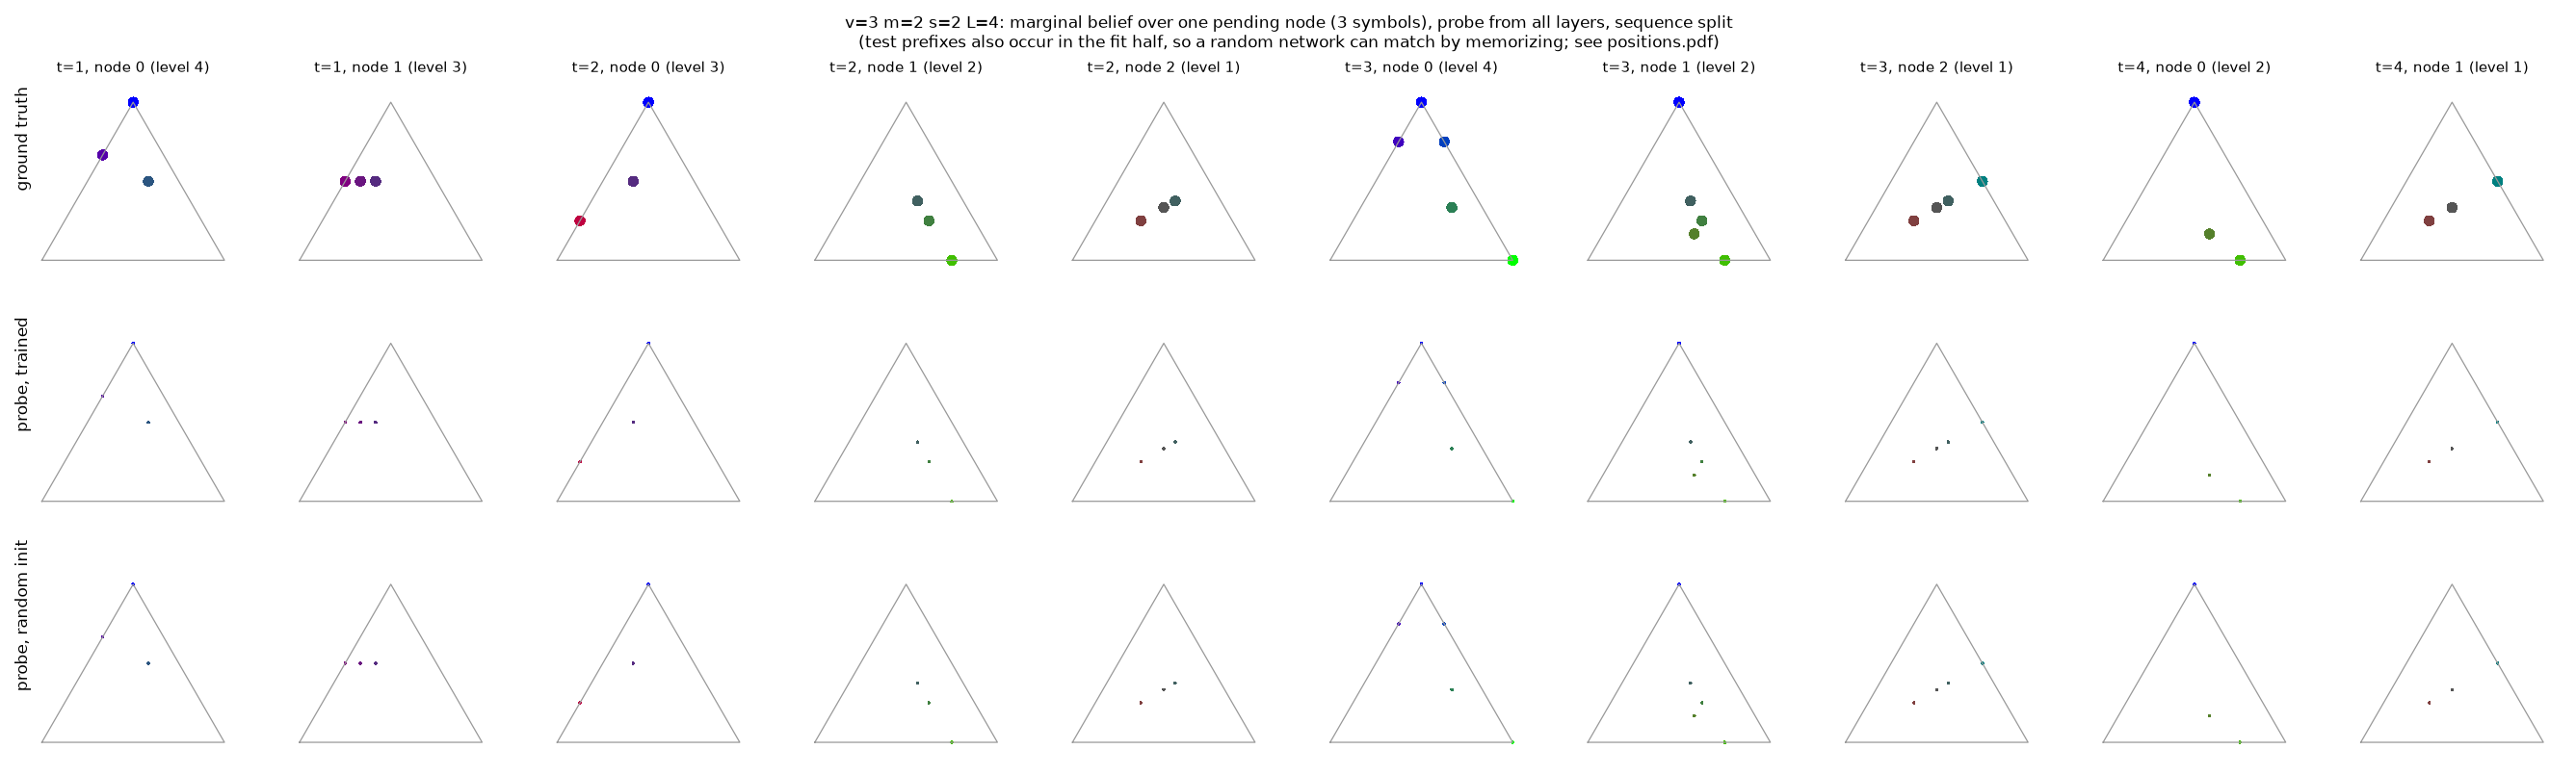 v=3 m=2 s=2 L=4: marginal belief over one pending node (3 symbols), probe from all layers, sequence split
(test prefixes also occur in the fit half, so a random network can match by memorizing; see positions.pdf)
t=1, node 0 (level 4)
t=1, node 1 (level 3)
t=2, node 0 (level 3)
t=2, node 1 (level 2)
t=2, node 2 (level 1)
t=3, node 0 (level 4)
t=3, node 1 (level 2)
t=3, node 2 (level 1)
t=4, node 0 (level 2)
t=4, node 1 (level 1)
ground truth
probe, trained
probe, random init